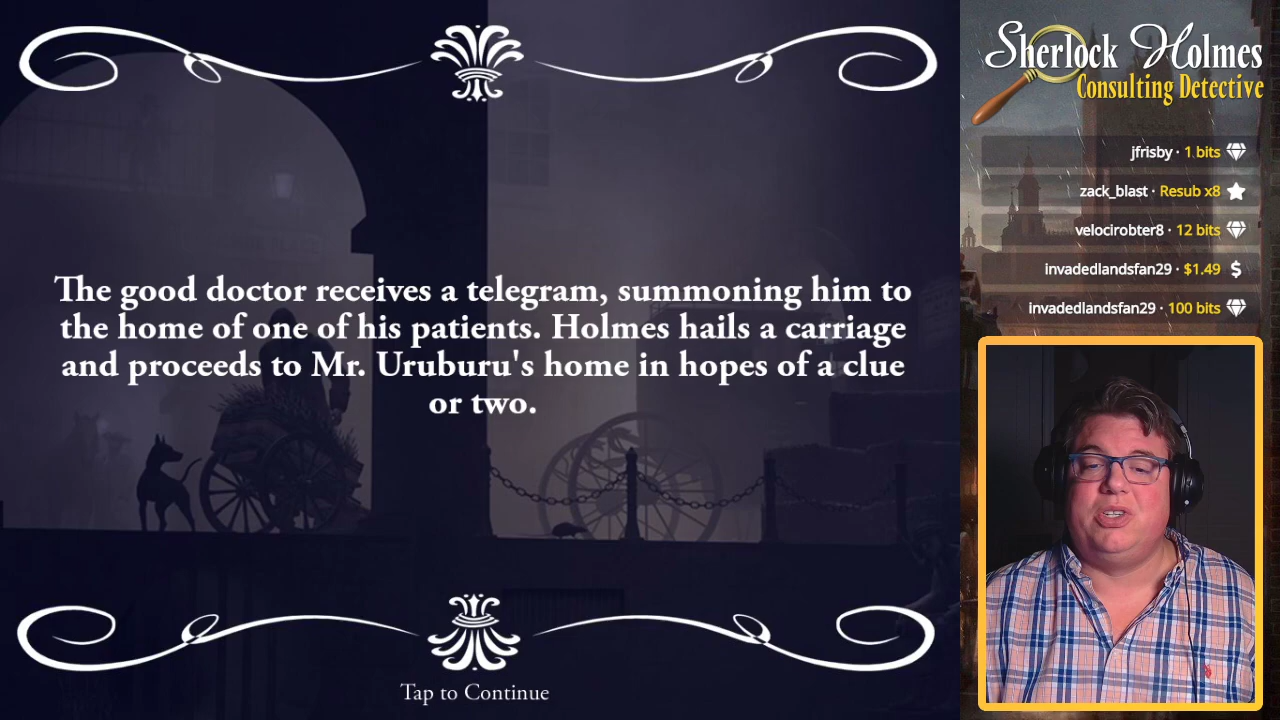 The good doctor receives a telegram, summoning him to
the home of one of his patients. Holmes hails a carriage
and proceeds to Mr. Uruburu's home in hopes of a clue
or two.
Tap to Continue
Sherlock Holmes
Consulting Detective
jfrisby · 1 bits
zack_blast · Resub x8
velocirobter8 · 12 bits
invadedlandsfan29 · $1.49 $
invadedlandsfan29 · 100 bits